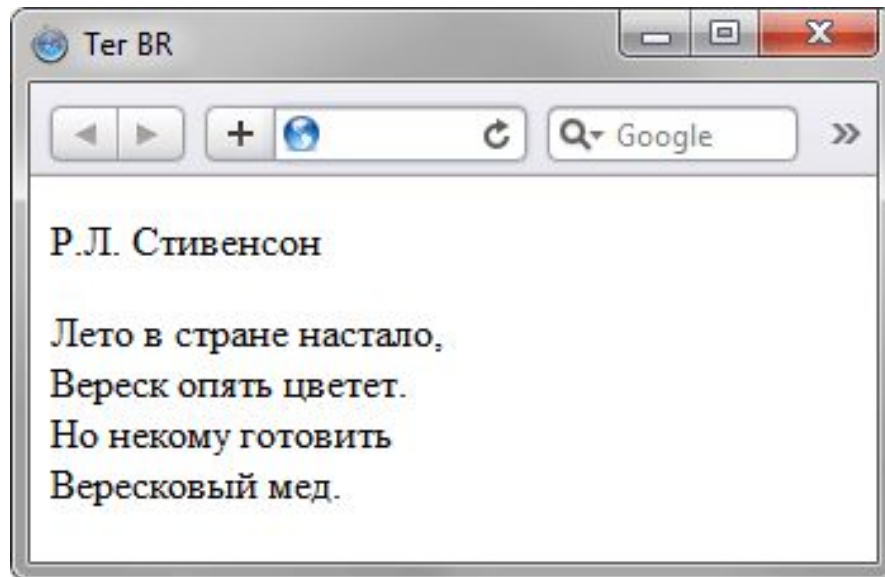 Тег BR
Google
Р.Л. Стивенсон
Лето в стране настало,
Вереск опять цветет.
Но некому готовить
Вересковый мед.